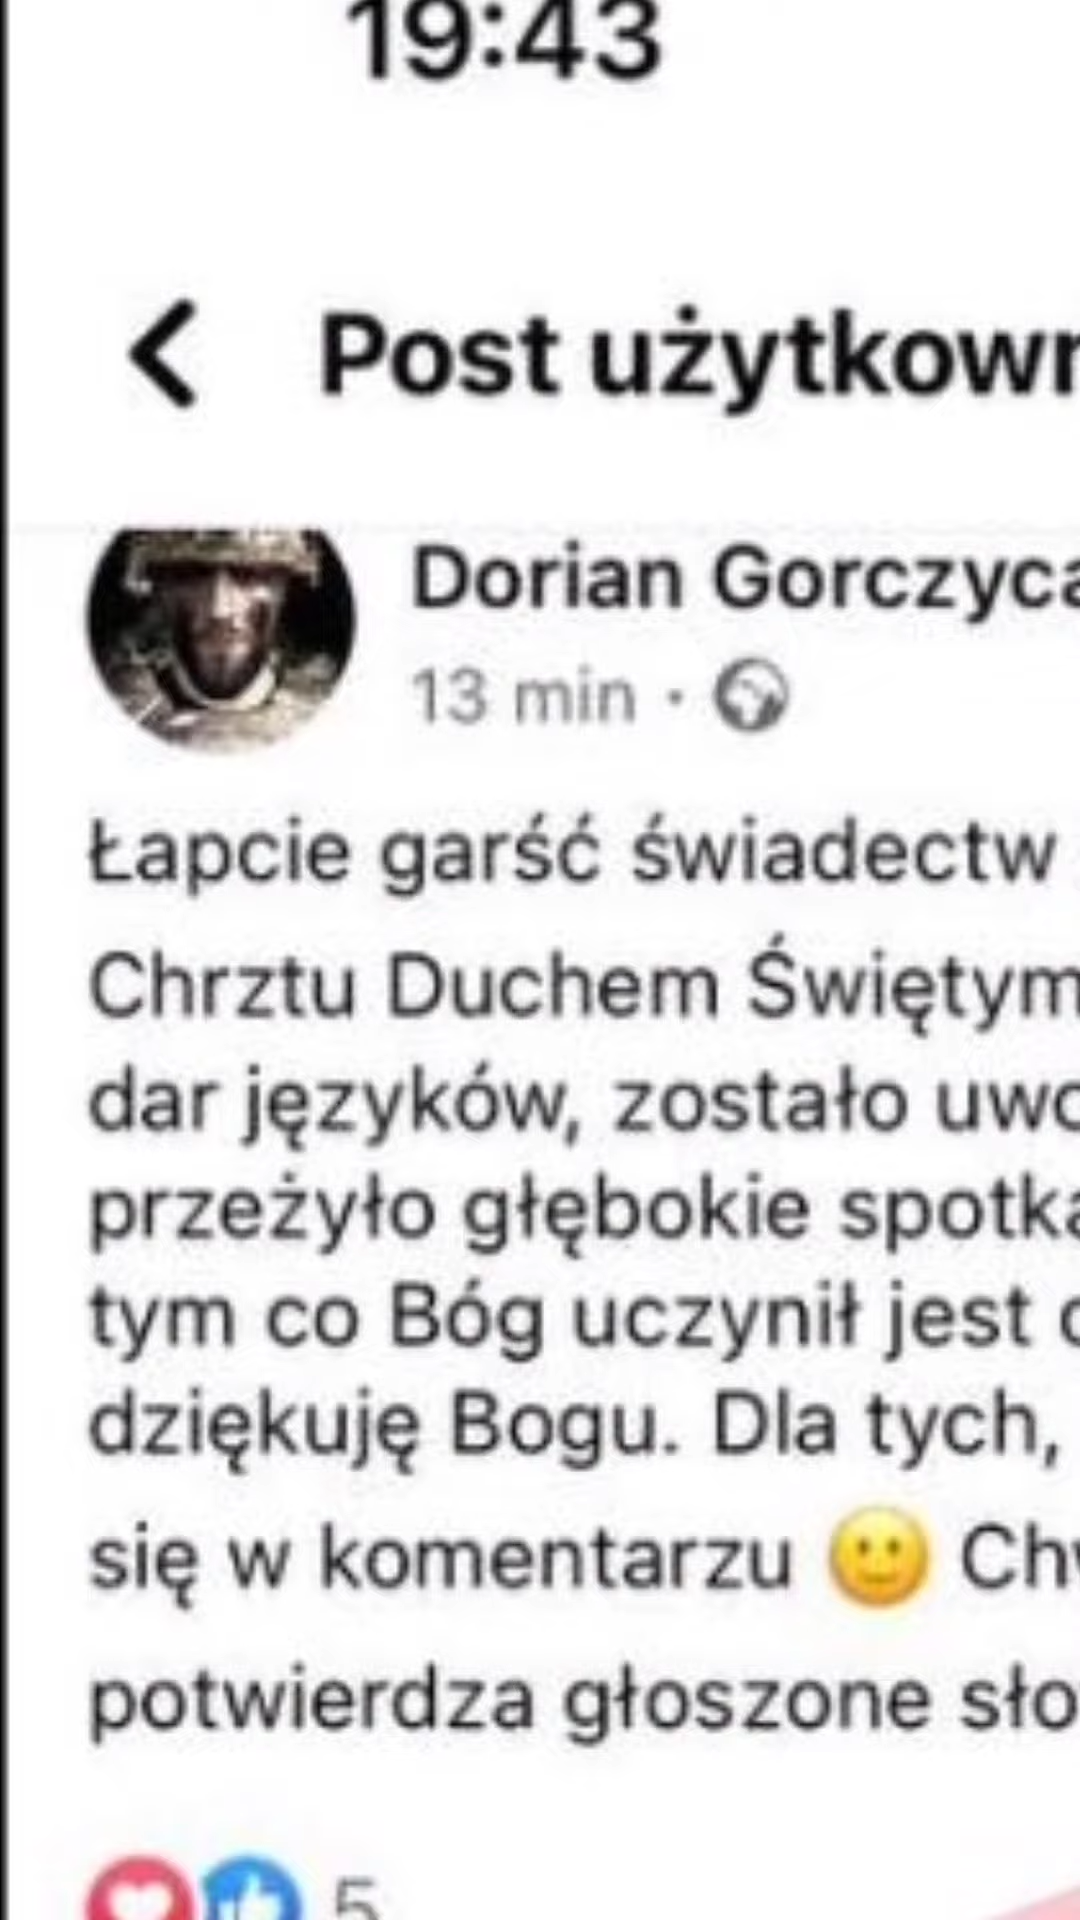 19:43
Post użytkown
Dorian Gorczyca
13 min ·
Łapcie garść świadectw
Chrztu Duchem Świętym
dar języków, zostało uwo
przeżyło głębokie spotka
tym co Bóg uczynił jest
dziękuję Bogu. Dla tych,
się w komentarzu 🙂 Chw
potwierdza głoszone sło
5